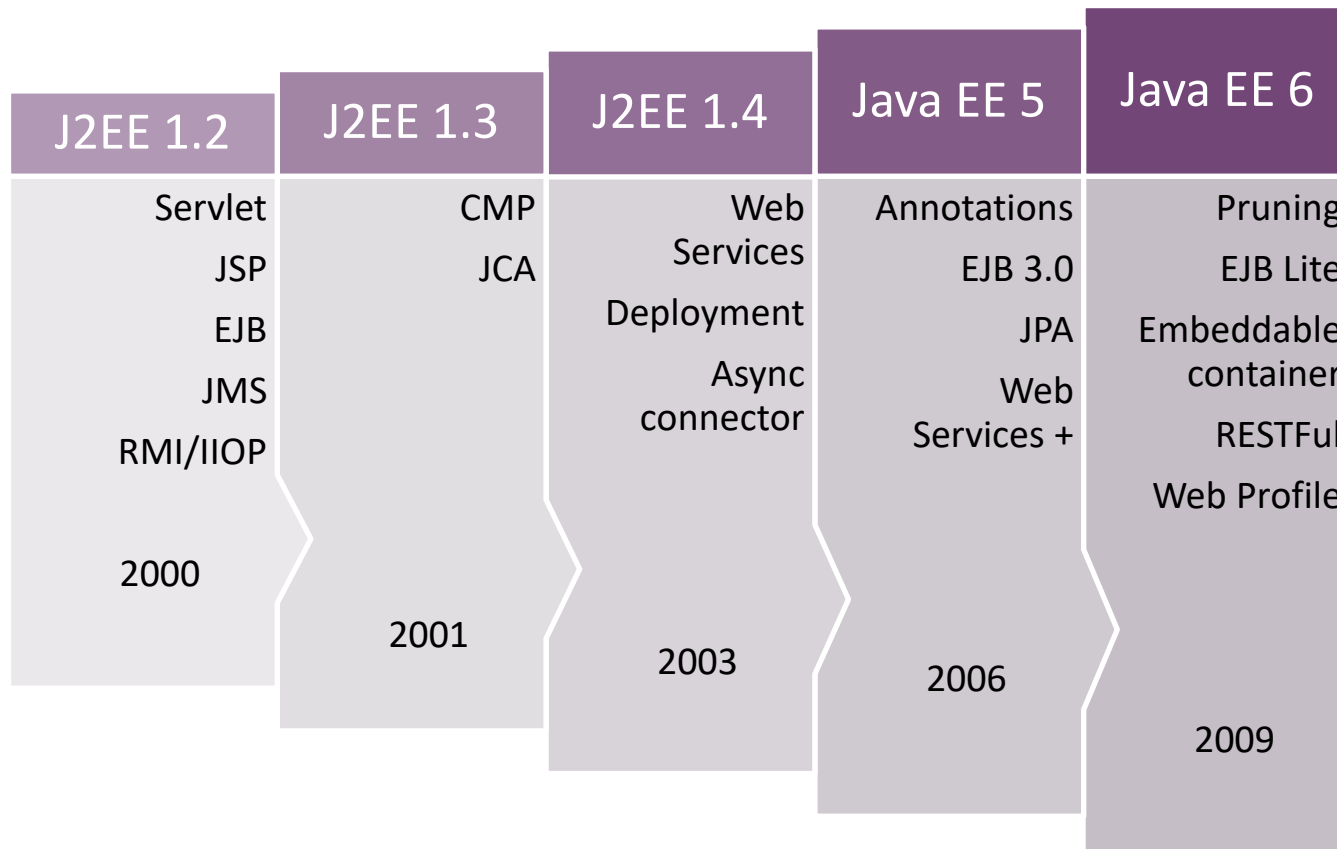 J2EE 1.2
Servlet
JSP
EJB
JMS
RMI/IIOP
2000
J2EE 1.3
CMP
JCA
2001
J2EE 1.4
Web
Services
Deployment
Async
connector
2003
Java EE 5
Annotations
EJB 3.0
JPA
Web
Services +
2006
Java EE 6
Pruning
EJB Lite
Embeddable
container
RESTFul
Web Profile
2009